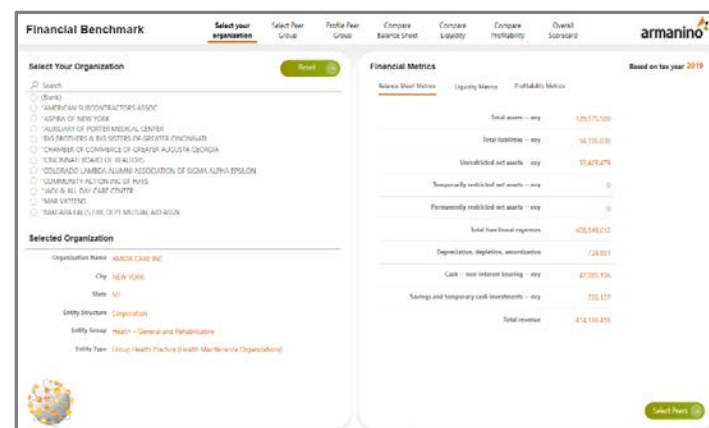 Financial Benchmark
Select your organization
Select Peer Group
Profile Peer Group
Compare Balance Sheet
Compare Liquidity
Compare Profitability
Overall Scorecard
armanino
Select Your Organization
Reset
Search
(Blank)
"AMERICAN SUBCONTRACTORS ASSOC
"ASPIRA OF NEW YORK
"AUXILIARY OF PORTER MEDICAL CENTER
"BIG BROTHERS & BIG SISTERS OF GREATER CINCINNATI
"CHAMBER OF COMMERCE OF GREATER AUGUSTA GEORGIA
"CINCINNATI BOARD OF REALTORS
"COLORADO LAMBDA ALUMNI ASSOCIATION OF SIGMA ALPHA EPSILON
"COMMUNITY ACTION INC OF
"JACK & JILL DAY CARE CENTER
"MAR
"NIAGARA FALLS FIRE DEPT MUTUAL AID ASSN
Selected Organization
Organization Name AMIDA CARE INC
City NEW YORK
State NY
Entity Structure Corporation
Entity Group Health – General and Rehabilitative
Entity Type Group Health Practice (Health Maintenance Organizations)
Financial Metrics
Based on tax year 2019
Balance Sheet Metrics
Liquidity Metrics
Profitability Metrics
Total assets -- eoy
Total liabilities -- eoy
Unrestricted net assets -- eoy
Temporarily restricted net assets -- eoy 0
Permanently restricted net assets -- eoy 0
Total functional expenses
Depreciation, depletion, amortization
Cash -- non-interest bearing -- eoy
Savings and temporary cash investments -- eoy
Total revenue
Select Peers